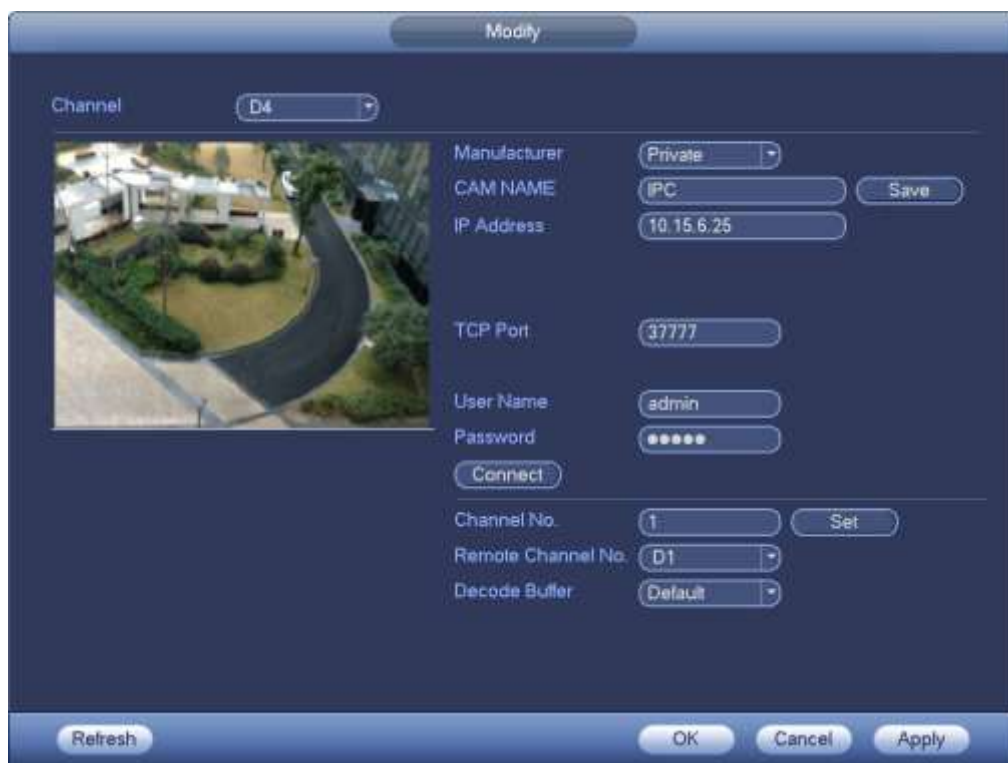 Modify
Channel D4
Manufacturer Private
CAM NAME IPC Save
IP Address 10.15.6.25
TCP Port 37777
User Name admin
Password ●●●●●
Connect
Channel No. 1 Set
Remote Channel No. D1
Decode Buffer Default
Refresh OK Cancel Apply